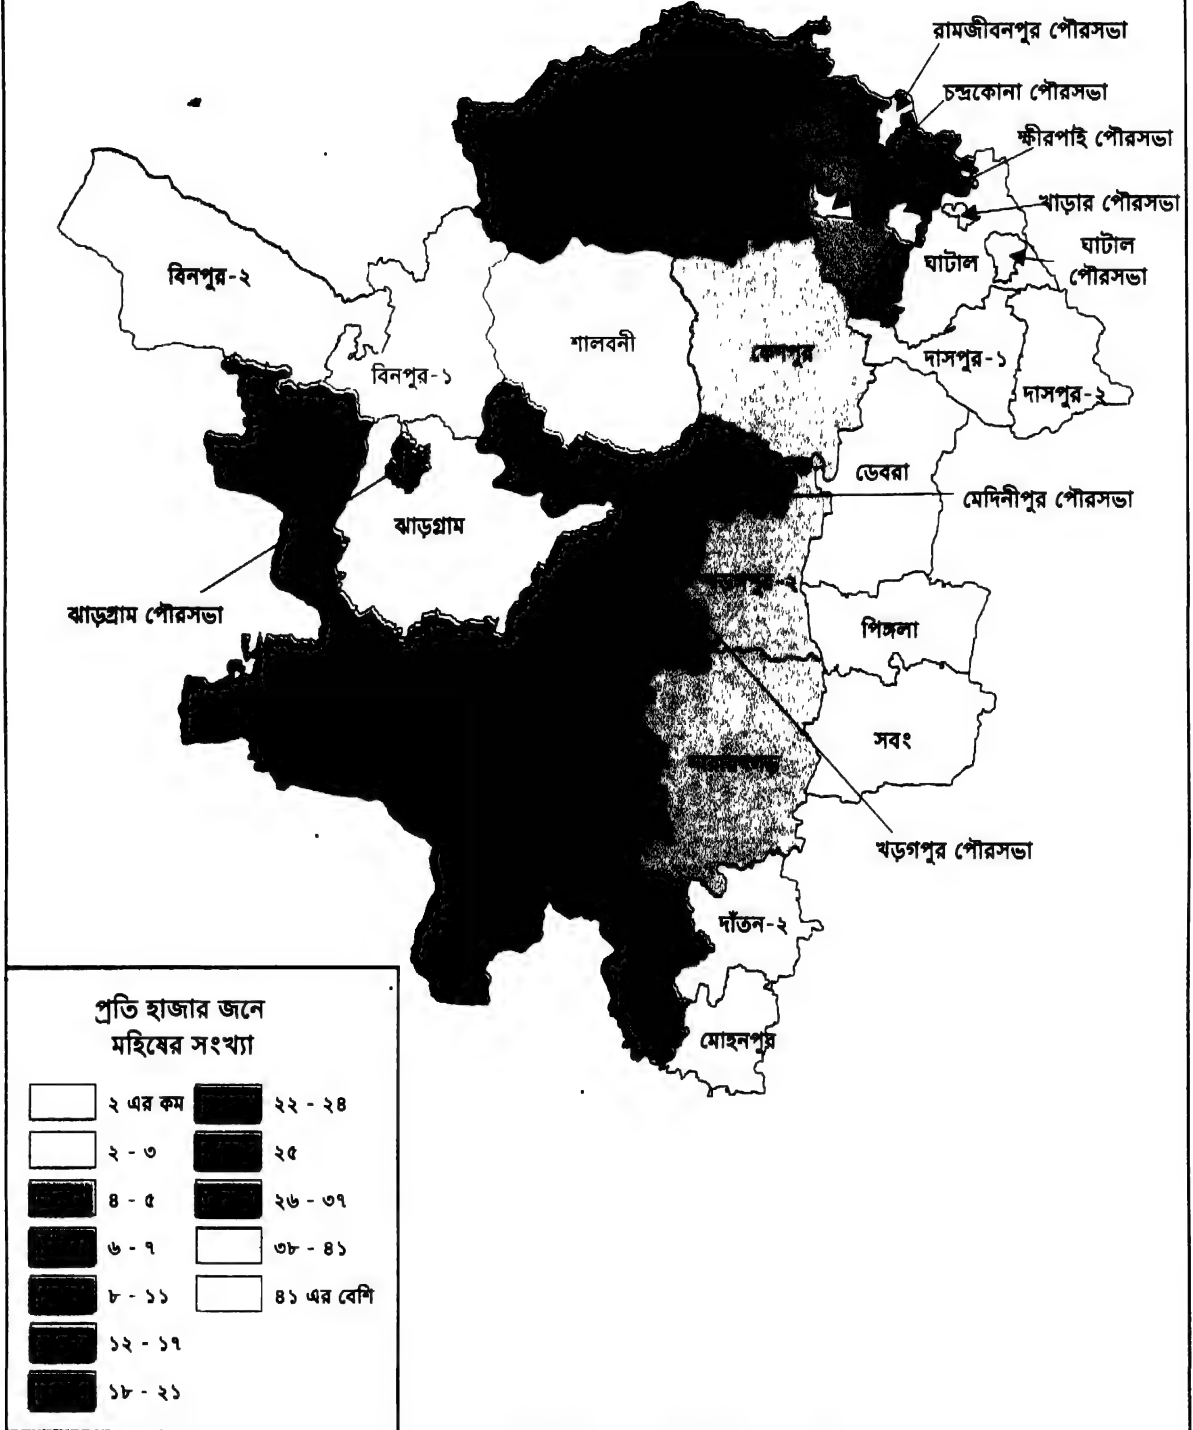 রামজীবনপুর পৌরসভা
চন্দ্রকোনা পৌরসভা
ক্ষীরপাই পৌরসভা
খাড়ার পৌরসভা
ঘাটাল
পৌরসভা
ঘাটাল
বিনপুর-২
শালবনী
কেশপুর
দাসপুর-১
বিনপুর-১
দাসপুর-২
ডেবরা
মেদিনীপুর পৌরসভা
ঝাড়গ্রাম
ঝাড়গ্রাম পৌরসভা
পিঙ্গলা
সবং
খড়গপুর পৌরসভা
দাঁতন-২
মোহনপুর
প্রতি হাজার জনে
মহিষের সংখ্যা
২ এর কম
২ - ৩
৪ - ৫
৬ - ৭
৮ - ১১
১২ - ১৭
১৮ - ২১
২২ - ২৪
২৫
২৬ - ৩৭
৩৮ - ৪১
৪১ এর বেশি